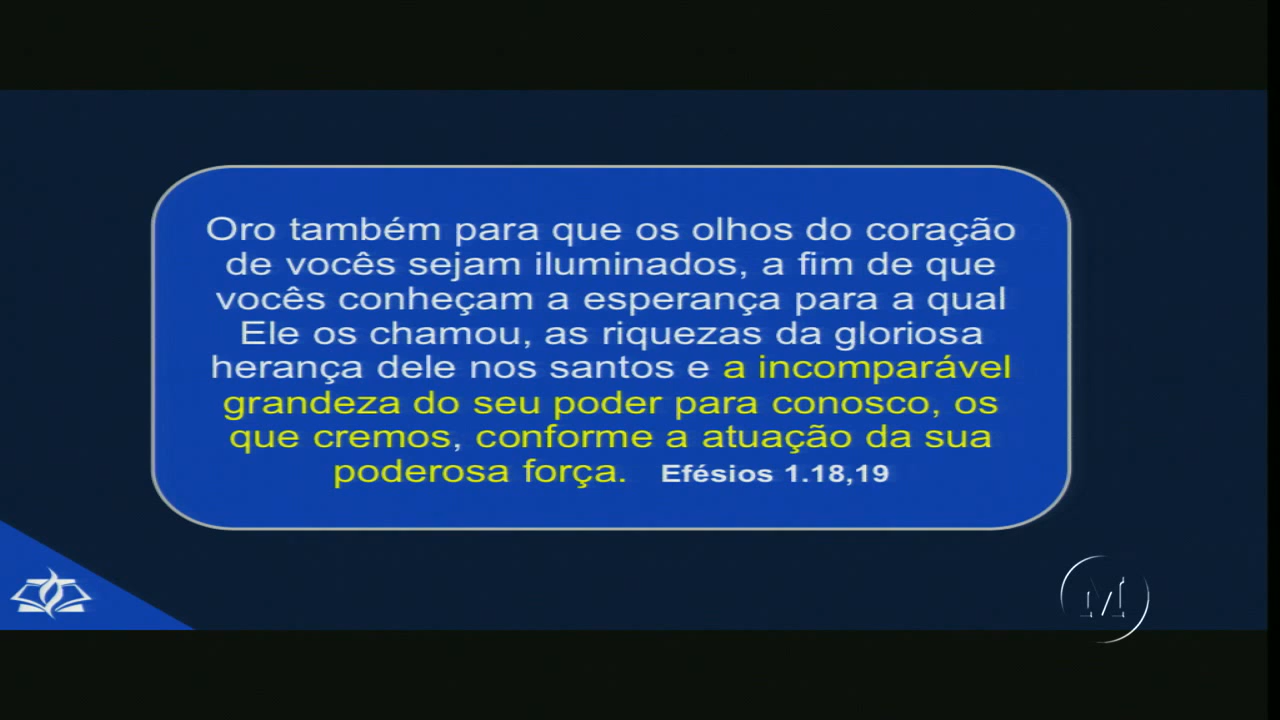 Oro também para que os olhos do coração
de vocês sejam iluminados, a fim de que
vocês conheçam a esperança para a qual
Ele os chamou, as riquezas da gloriosa
herança dele nos santos e a incomparável
grandeza do seu poder para conosco, os
que cremos, conforme a atuação da sua
poderosa força. Efésios 1.18,19
M